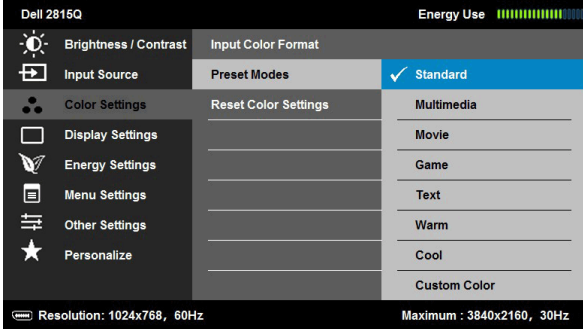 Dell 2815Q Energy Use
Brightness / Contrast Input Color Format
Input Source Preset Modes Standard
Color Settings Reset Color Settings Multimedia
Display Settings Movie
Energy Settings Game
Menu Settings Text
Other Settings Warm
Personalize Cool
Custom Color
Resolution: 1024x768, 60Hz Maximum : 3840x2160, 30Hz